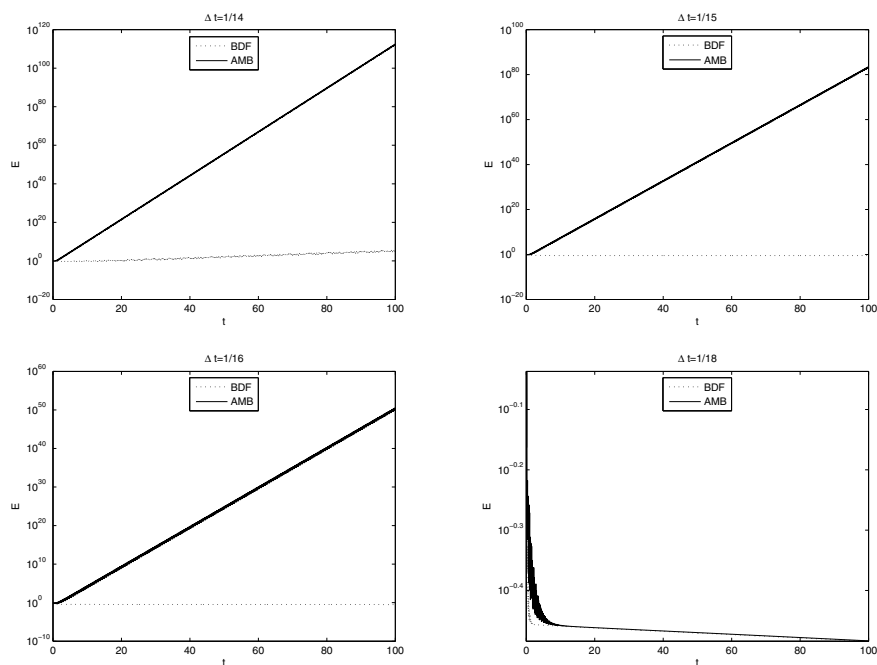 Δ t=1/14
10^120
10^100
10^80
10^60
10^40
10^20
10^0
10^−20
E
0 20 40 60 80 100
t
BDF
AMB
Δ t=1/15
10^100
10^80
10^60
10^40
10^20
10^0
10^−20
E
0 20 40 60 80 100
t
BDF
AMB
Δ t=1/16
10^60
10^50
10^40
10^30
10^20
10^10
10^0
10^−10
E
0 20 40 60 80 100
t
BDF
AMB
Δ t=1/18
10^−0.1
10^−0.2
10^−0.3
10^−0.4
E
0 20 40 60 80 100
t
BDF
AMB